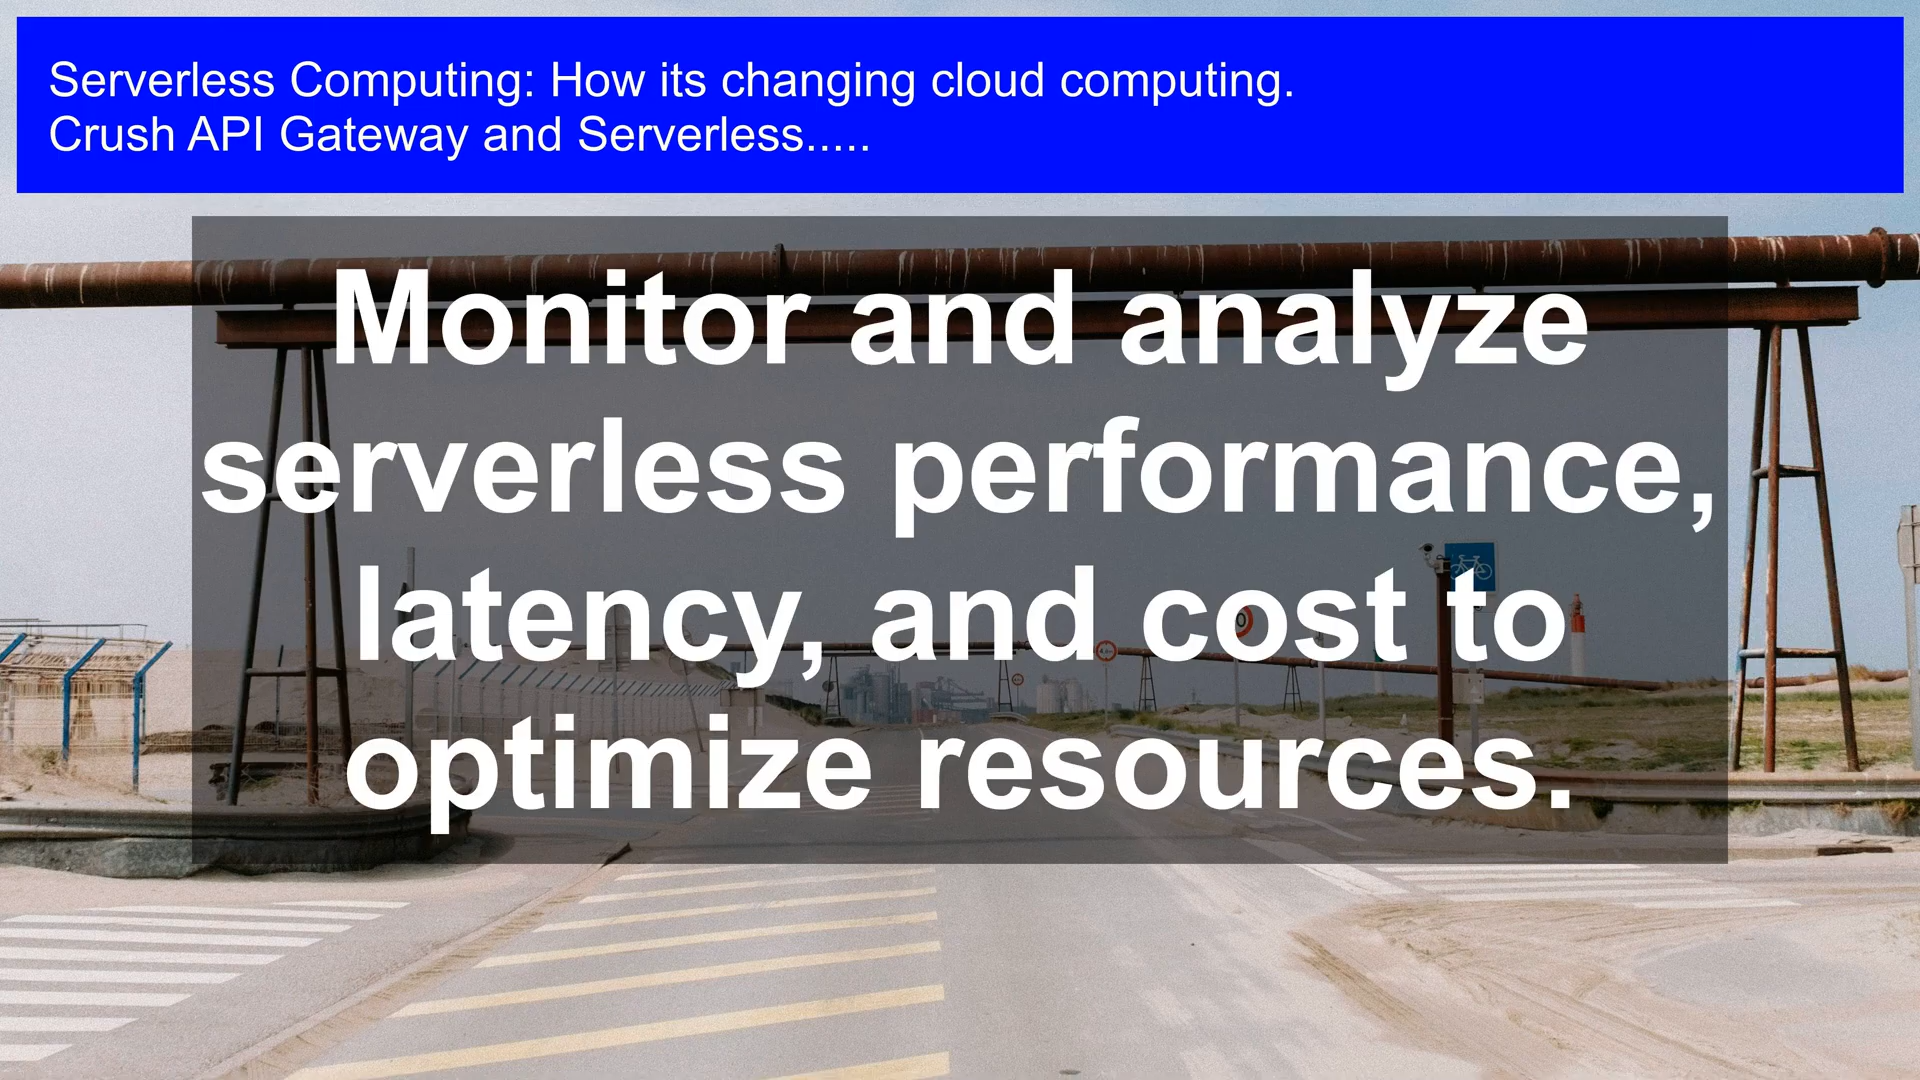 Serverless Computing: How its changing cloud computing.
Crush API Gateway and Serverless.....
Monitor and analyze
serverless performance,
latency, and cost to
optimize resources.